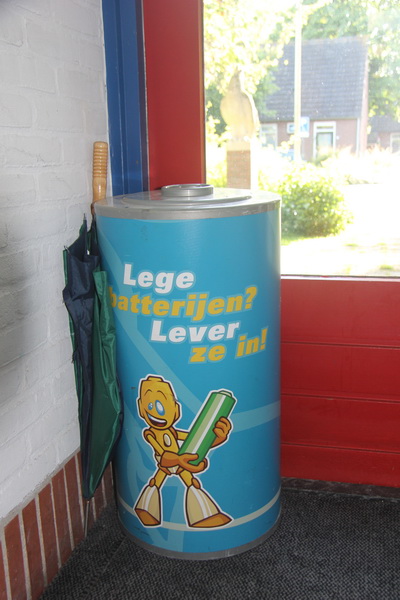 Lege
batterijen?
Lever
ze in!